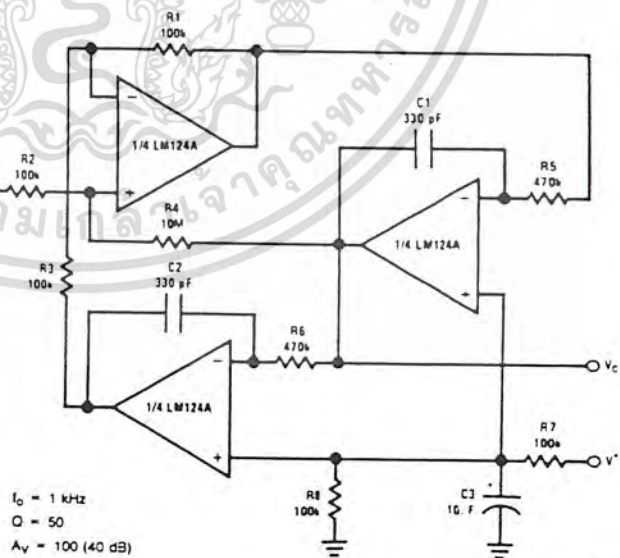 R1
100k
1/4 LM124A
R2
100k
R4
10M
C1
330 pF
R5
470k
1/4 LM124A
R3
100k
C2
330 pF
R6
470k
1/4 LM124A
Vc
R7
100k
V+
R8
100k
C3
fo = 1 kHz
Q = 50
AV = 100 (40 dB)